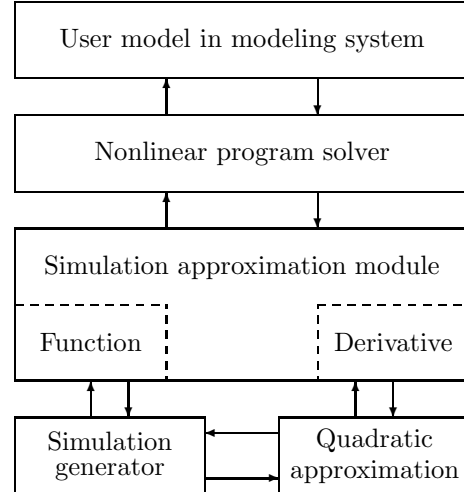 User model in modeling system
Nonlinear program solver
Simulation approximation module
Function
Derivative
Simulation
generator
Quadratic
approximation